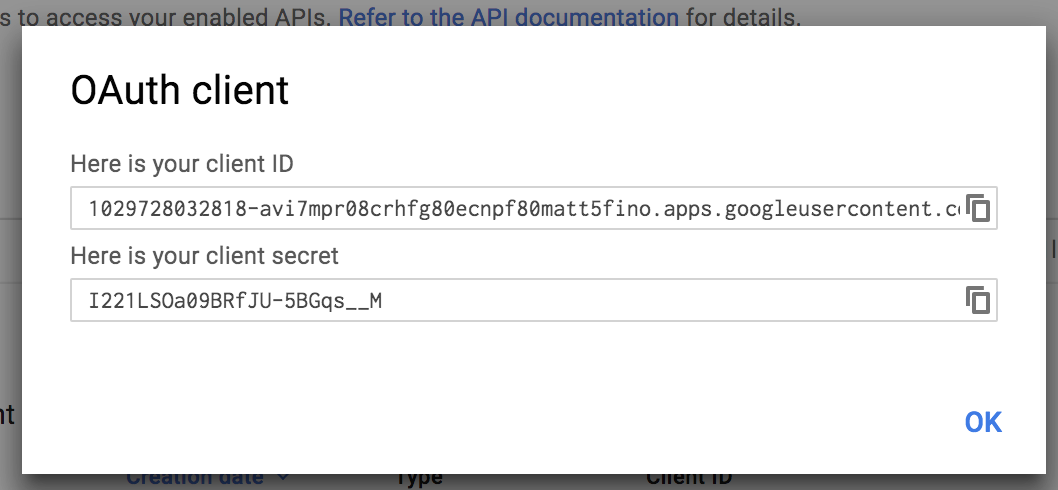 s to access your enabled APIs. Refer to the API documentation for details.
OAuth client
Here is your client ID
1029728032818-avi7mpr08crhfg80ecnpf80matt5fino.apps.googleusercontent.c
Here is your client secret
I221LSOa09BRfJU-5BGqs__M
OK
nt
Creation date Type Client ID